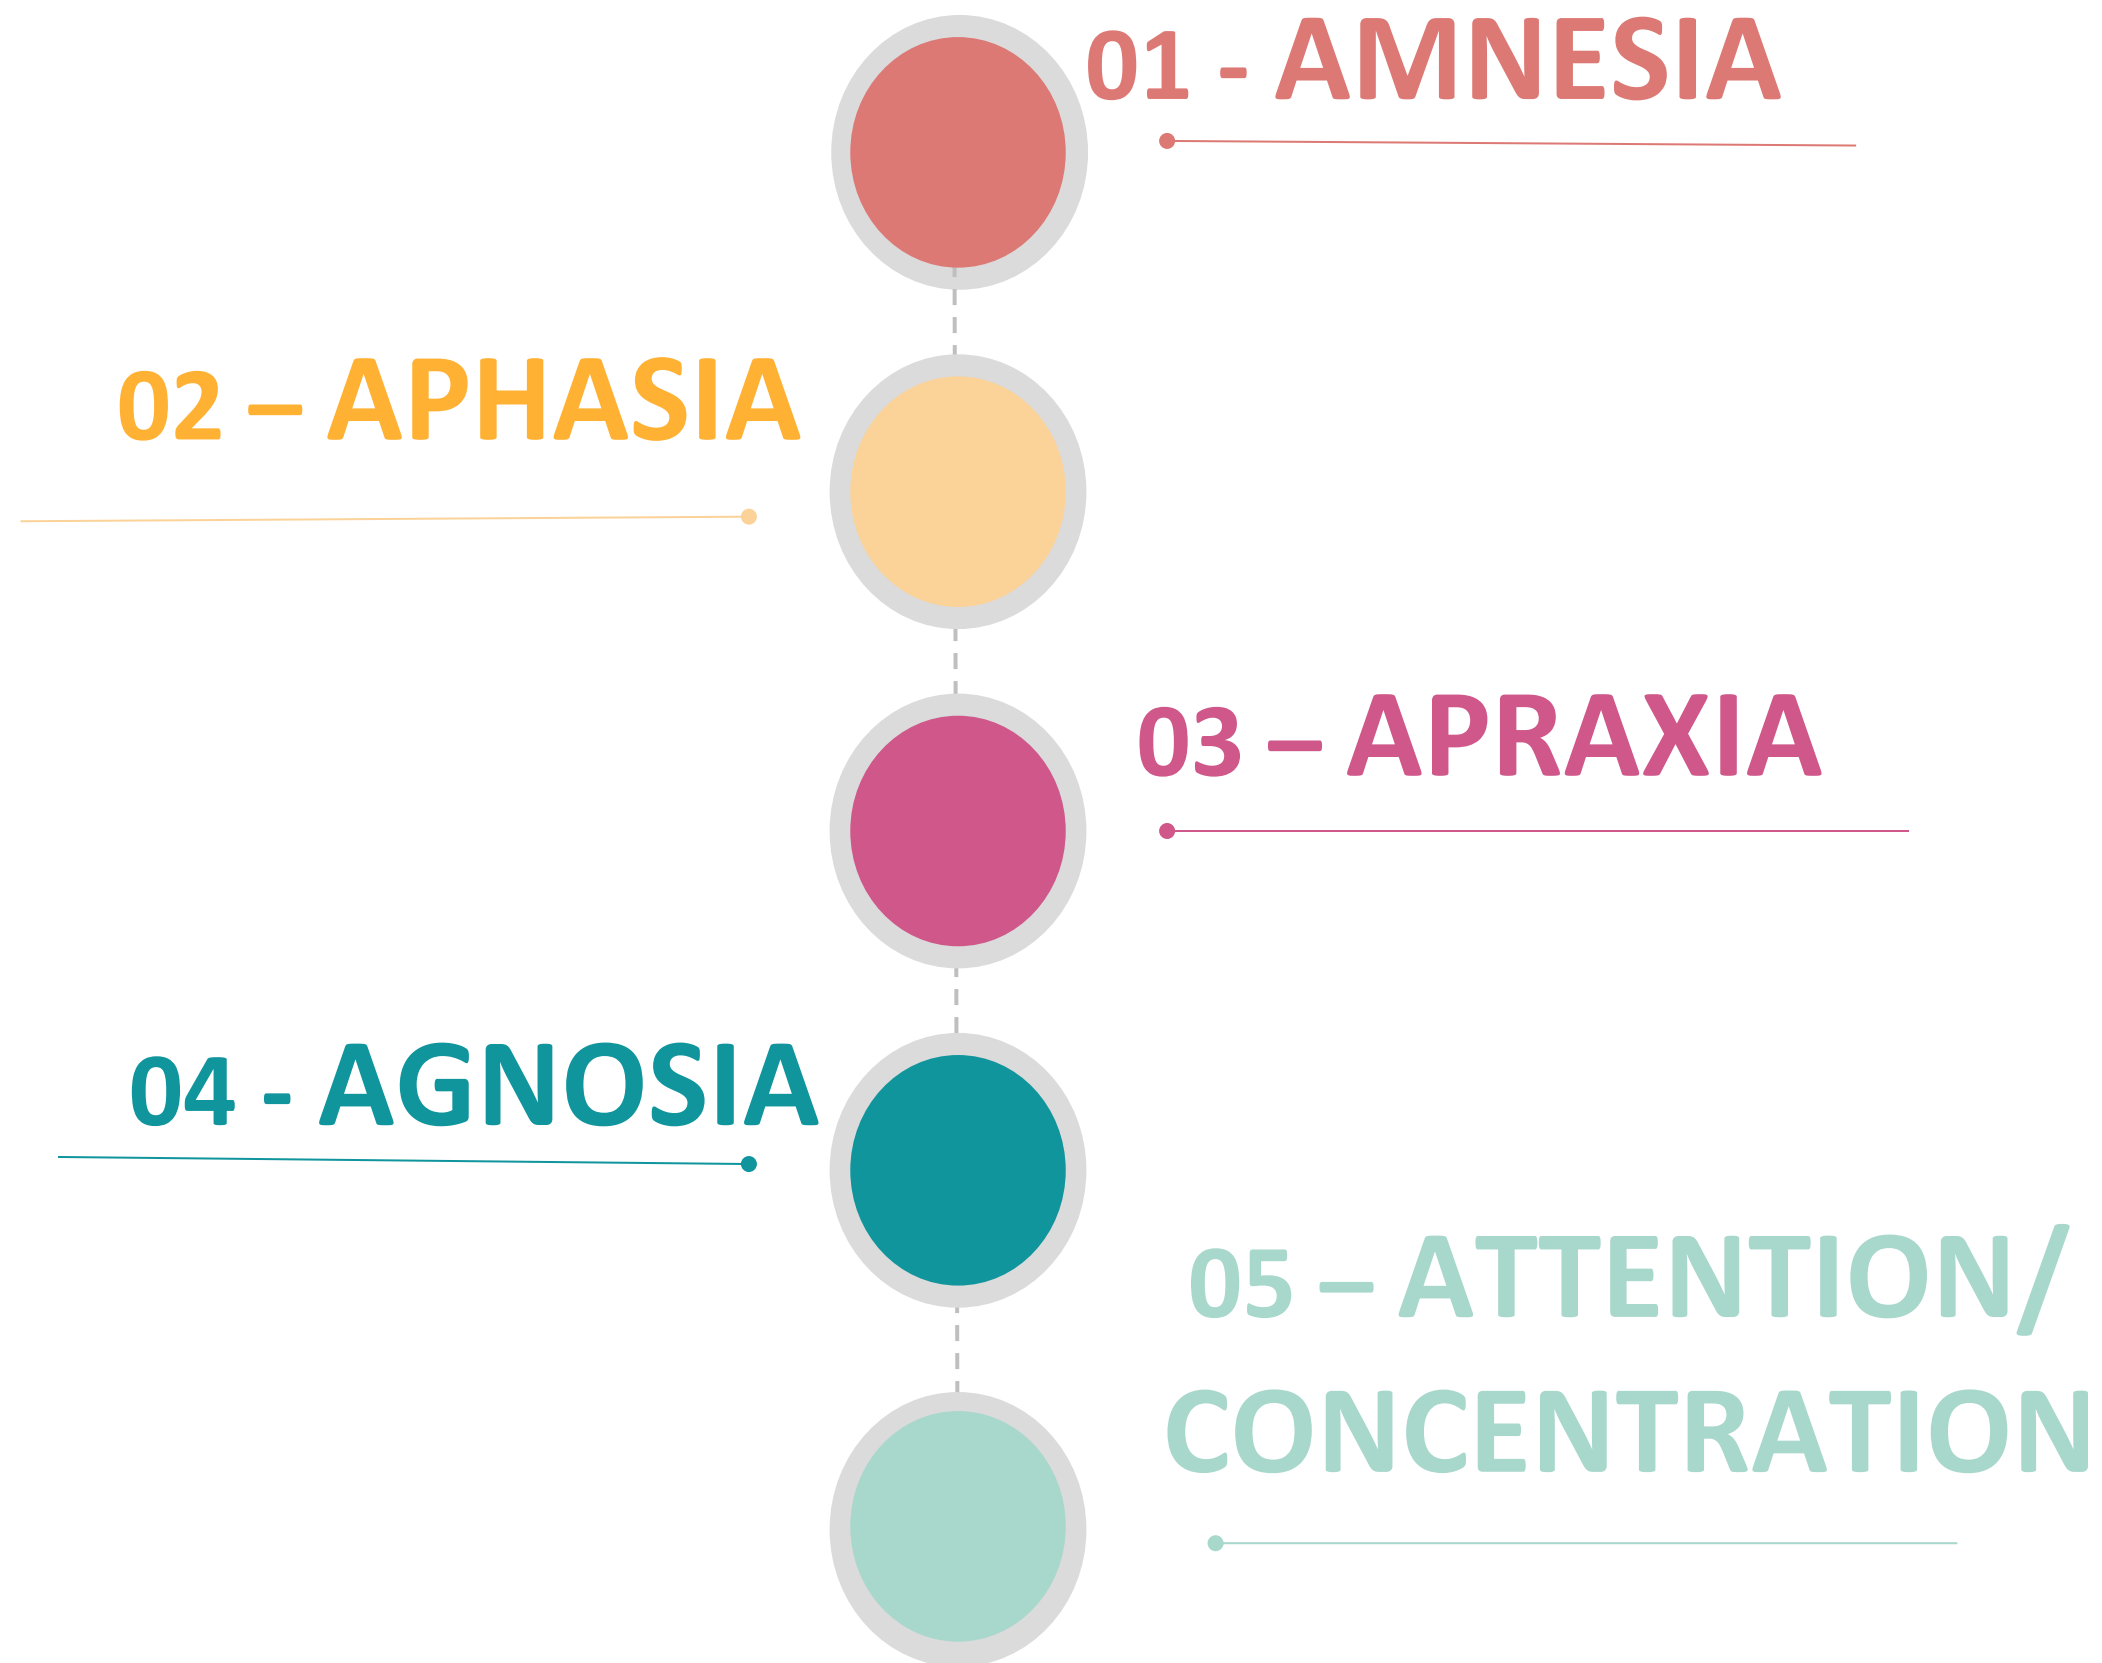 01 - AMNESIA
02 – APHASIA
03 – APRAXIA
04 - AGNOSIA
05 – ATTENTION/
CONCENTRATION